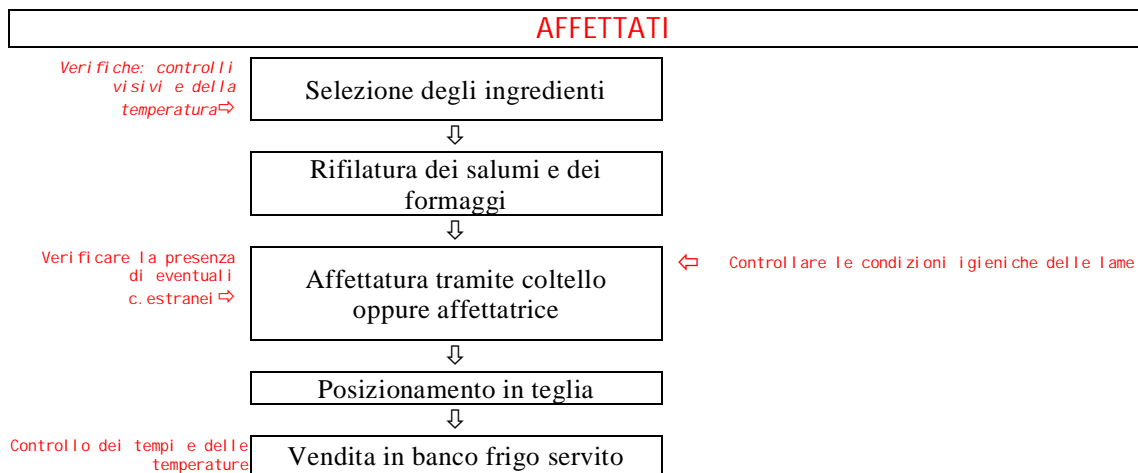 AFFETTATI
Verifiche: controlli
visivi e della
temperatura⇨
Selezione degli ingredienti
⇩
Rifilatura dei salumi e dei
formaggi
⇩
Verificare la presenza
di eventuali
c.estranei ⇨
Affettatura tramite coltello
oppure affettatrice
⇦ Controllare le condizioni igieniche delle lame
⇩
Posizionamento in teglia
⇩
Controllo dei tempi e delle
temperature
Vendita in banco frigo servito